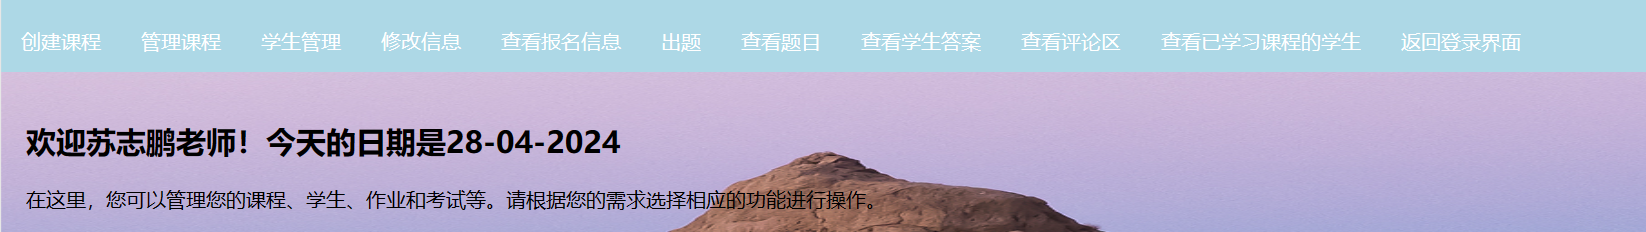 创建课程 管理课程 学生管理 修改信息 查看报名信息 出题 查看题目 查看学生答案 查看评论区 查看已学习课程的学生 返回登录界面
欢迎苏志鹏老师！今天的日期是28-04-2024
在这里，您可以管理您的课程、学生、作业和考试等。请根据您的需求选择相应的功能进行操作。